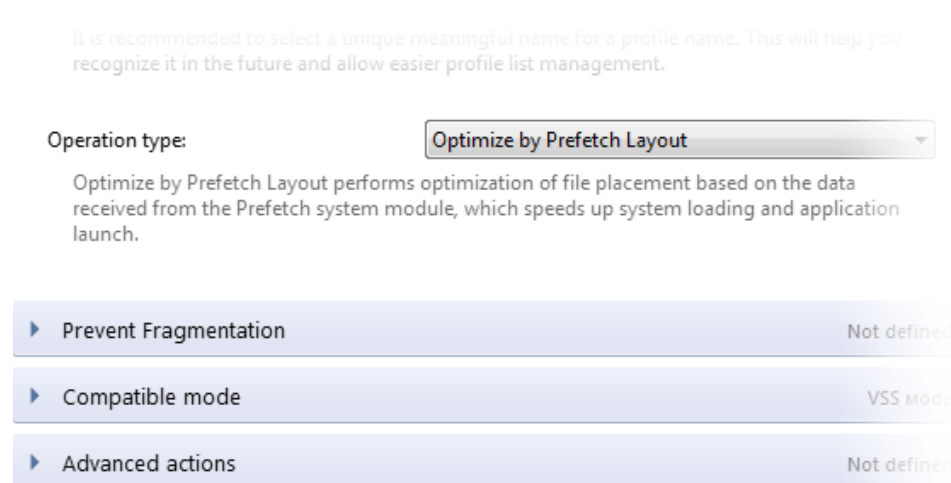 It is recommended to select a unique meaningful name for a profile name. This will help you
recognize it in the future and allow easier profile list management.
Operation type: Optimize by Prefetch Layout
Optimize by Prefetch Layout performs optimization of file placement based on the data
received from the Prefetch system module, which speeds up system loading and application
launch.
Prevent Fragmentation Not defined
Compatible mode VSS мode
Advanced actions Not defined